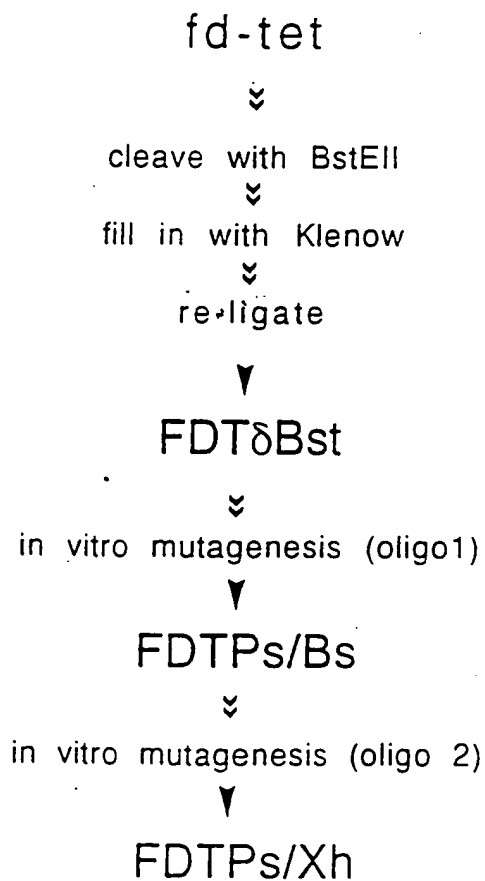 fd-tet
cleave with BstEII
fill in with Klenow
re-ligate
FDTδBst
in vitro mutagenesis (oligo1)
FDTPs/Bs
in vitro mutagenesis (oligo 2)
FDTPs/Xh